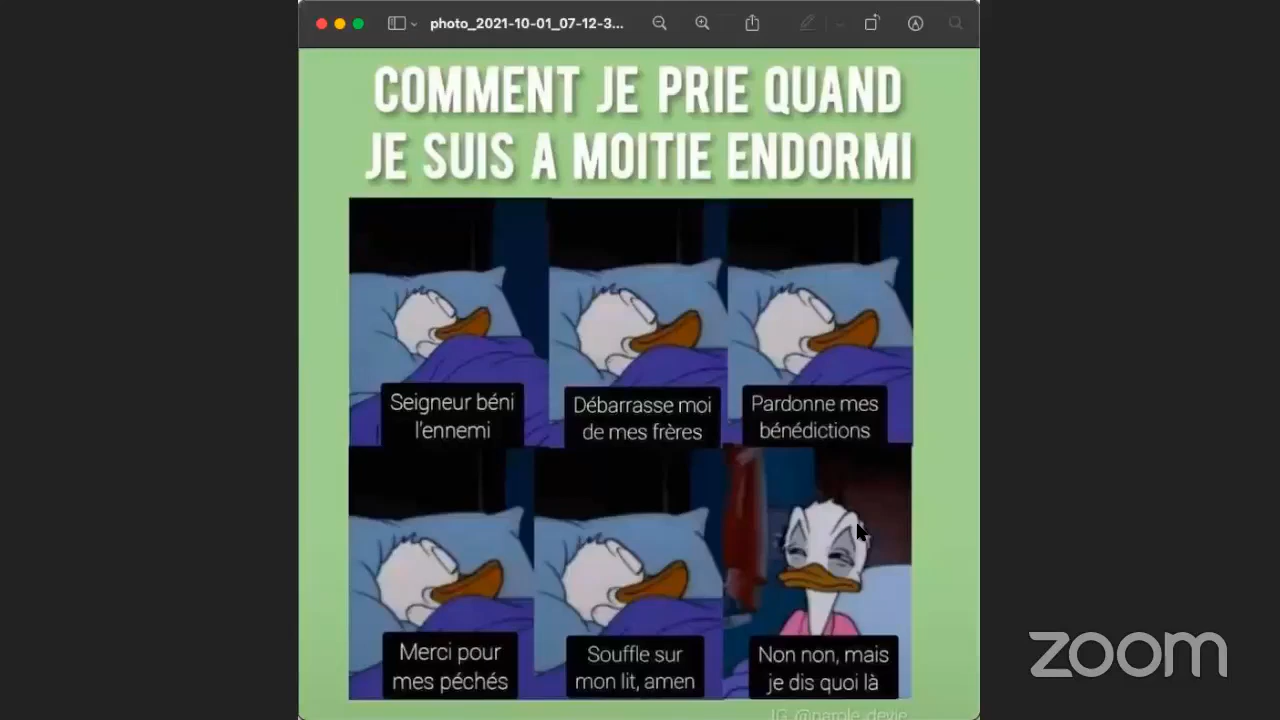 photo_2021-10-01_07-12-3...
COMMENT JE PRIE QUAND
JE SUIS A MOITIE ENDORMI
Seigneur béni
l'ennemi
Débarrasse moi
de mes frères
Pardonne mes
bénédictions
Merci pour
mes péchés
Souffle sur
mon lit, amen
Non non, mais
je dis quoi là
IG @parole_devie
zoom